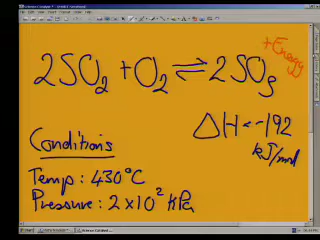 +Energy
2SO₂ + O₂ ⇌ 2SO₃
ΔH = -192
kJ/mol
Conditions
Temp : 430°C
Pressure : 2 x 10² kPa